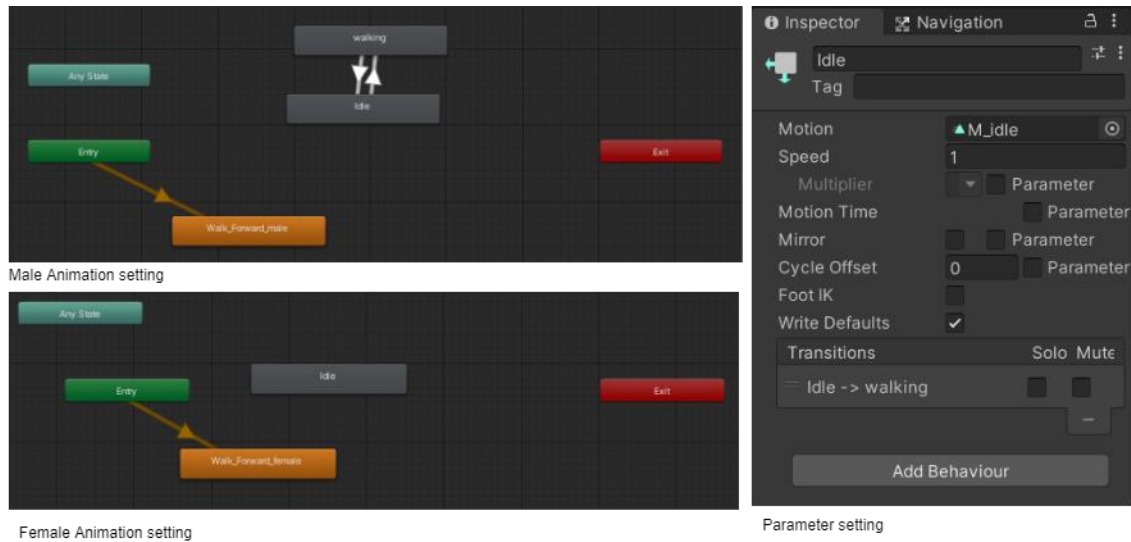 walking
Any State
Idle
Entry
Exit
Walk_Forward_male
Male Animation setting
Any State
Idle
Entry
Exit
Walk_Forward_female
Female Animation setting
Inspector Navigation
Idle
Tag
Motion M_idle
Speed 1
Multiplier Parameter
Motion Time Parameter
Mirror Parameter
Cycle Offset 0 Parameter
Foot IK
Write Defaults
Transitions Solo Mute
Idle -> walking
Add Behaviour
Parameter setting